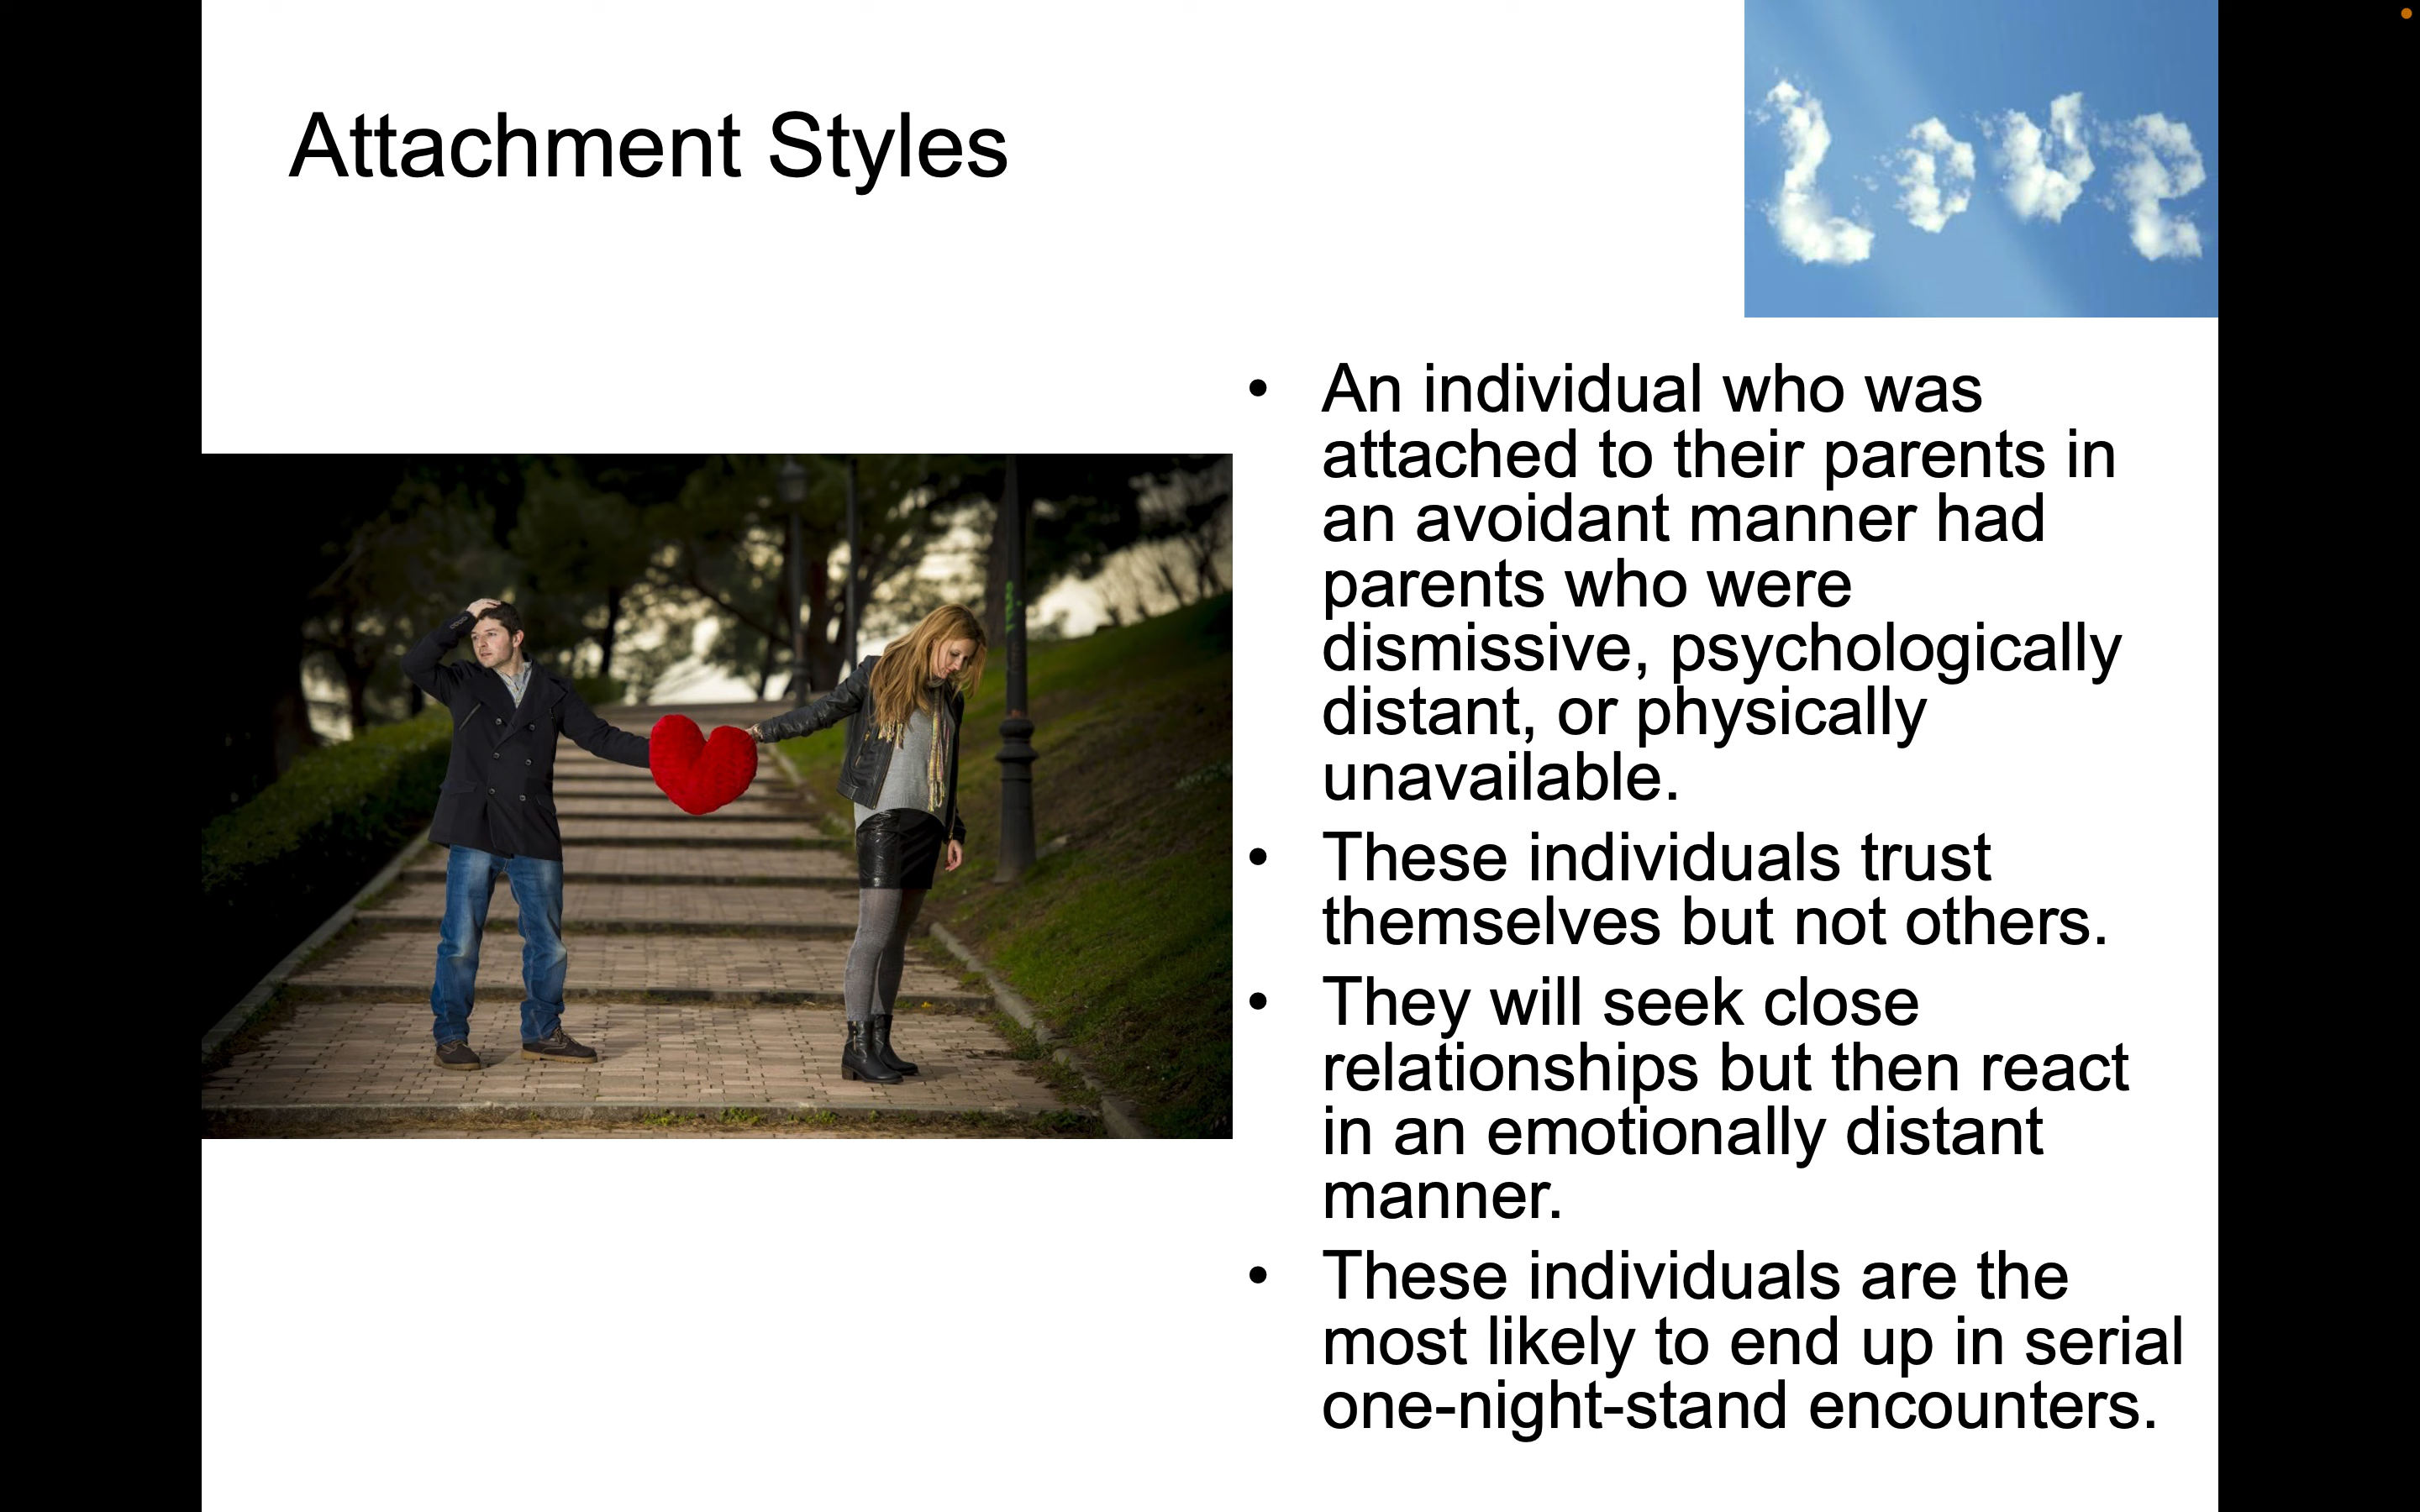 Attachment Styles
Love
• An individual who was
attached to their parents in
an avoidant manner had
parents who were
dismissive, psychologically
distant, or physically
unavailable.
• These individuals trust
themselves but not others.
• They will seek close
relationships but then react
in an emotionally distant
manner.
• These individuals are the
most likely to end up in serial
one-night-stand encounters.